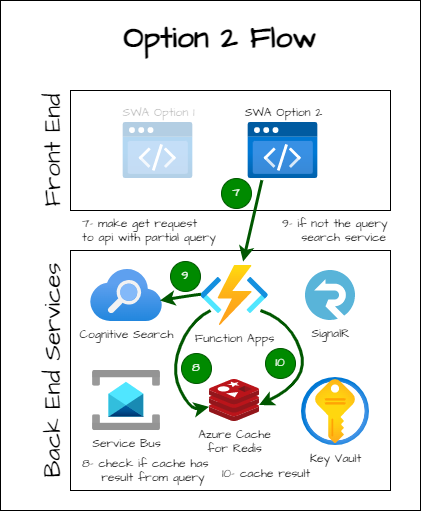 Option 2 Flow
Front End
SWA Option 1
SWA Option 2
7
7- make get request
to api with partial query
9- if not the query
search service
Back End Services
9
Cognitive Search
Function Apps
SignalR
8
10
Service Bus
Azure Cache
for Redis
Key Vault
8- check if cache has
result from query
10- cache result